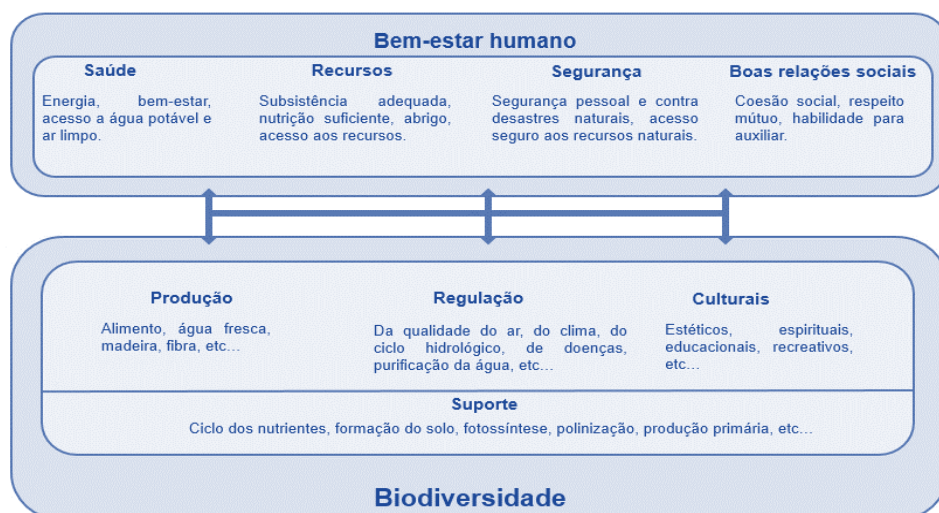 Bem-estar humano
Saúde
Energia, bem-estar,
acesso a água potável e
ar limpo.
Recursos
Subsistência adequada,
nutrição suficiente, abrigo,
acesso aos recursos.
Segurança
Segurança pessoal e contra
desastres naturais, acesso
seguro aos recursos naturais.
Boas relações sociais
Coesão social, respeito
mútuo, habilidade para
auxiliar.
Produção
Alimento, água fresca,
madeira, fibra, etc...
Regulação
Da qualidade do ar, do clima, do
ciclo hidrológico, de doenças,
purificação da água, etc...
Culturais
Estéticos, espirituais,
educacionais, recreativos,
etc...
Suporte
Ciclo dos nutrientes, formação do solo, fotossíntese, polinização, produção primária, etc...
Biodiversidade